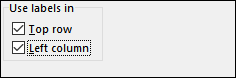 Use labels in
Top row
Left column